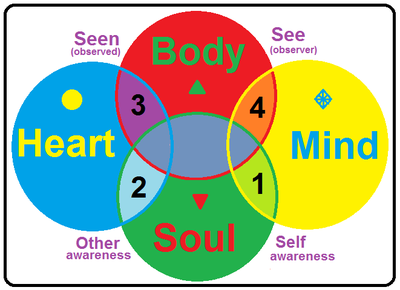 Seen
(observed)
See
(observer)
Body
3
4
Heart
Mind
2
1
Soul
Other
awareness
Self
awareness